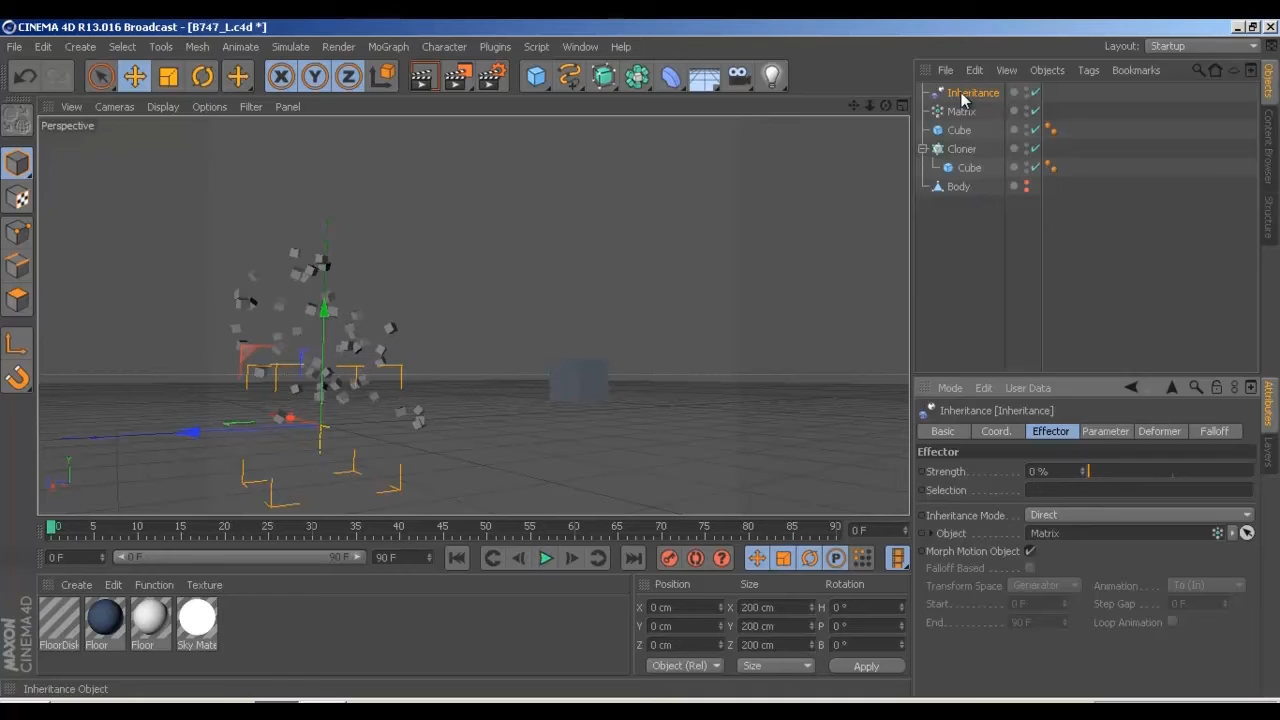 CINEMA 4D R13.016 Broadcast - [B747_L.c4d *]
File Edit Create Select Tools Mesh Animate Simulate Render MoGraph Character Plugins Script Window Help
Layout: Startup
X Y Z
File Edit View Objects Tags Bookmarks
View Cameras Display Options Filter Panel
Perspective
Inheritance
Matrix
Cube
Cloner
Cube
Body
Objects
Content Browser
Structure
Mode Edit User Data
Inheritance [Inheritance]
Basic Coord. Effector Parameter Deformer Falloff
Effector
Strength 0 %
Selection
Inheritance Mode Direct
Object Matrix
Morph Motion Object
Falloff Based
Transform Space Generator Animation To (In)
Start 0 F Step Gap 0 F
End 90 F Loop Animation
Attributes
Layers
Y
X
0 5 10 15 20 25 30 35 40 45 50 55 60 65 70 75 80 85 90 0 F
0 F 0 F 90 F 90 F
P
Create Edit Function Texture
FloorDisk Floor Floor Sky Mate
Position Size Rotation
X 0 cm X 200 cm H 0 °
Y 0 cm Y 200 cm P 0 °
Z 0 cm Z 200 cm B 0 °
Object (Rel) Size Apply
MAXON CINEMA 4D
Inheritance Object